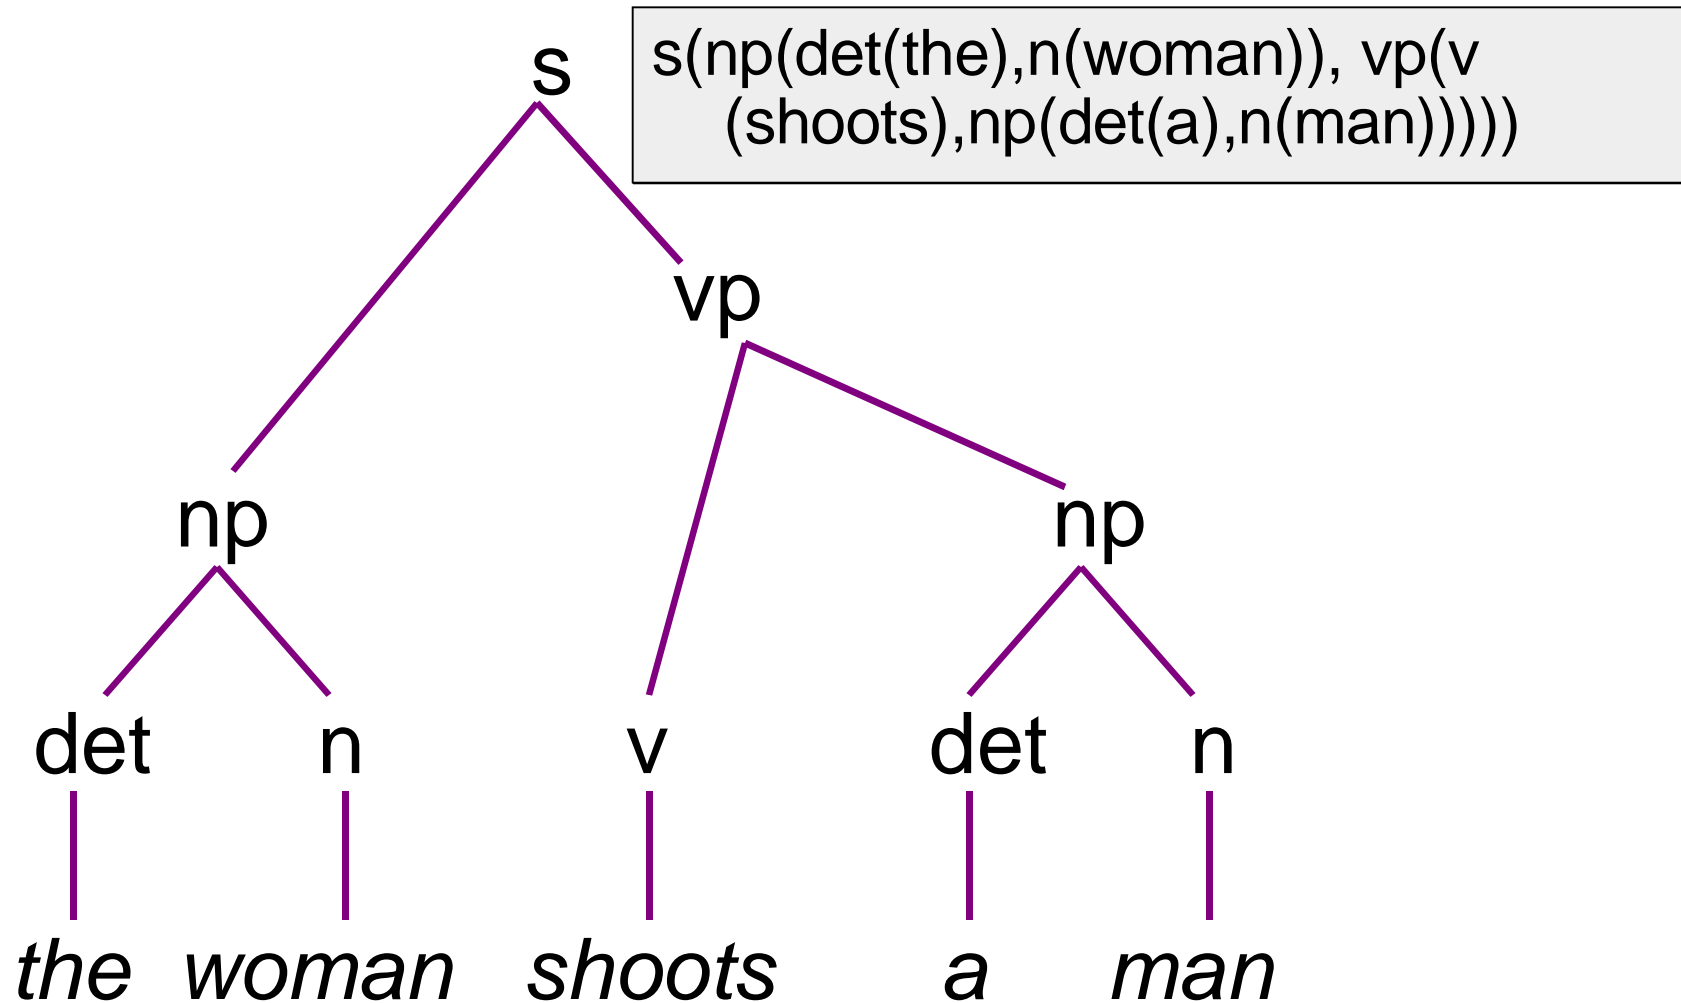 s
s(np(det(the),n(woman)), vp(v
(shoots),np(det(a),n(man)))))
vp
np np
det n v det n
the woman shoots a man